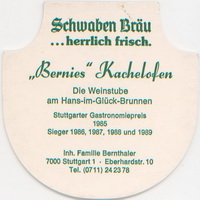 Schwaben Bräu
...herrlich frisch.
„Bernies" Kachelofen
Die Weinstube
am Hans-im-Glück-Brunnen
Stuttgarter Gastronomiepreis
1985
Sieger 1986, 1987, 1988 und 1989
Inh. Familie Bernthaler
7000 Stuttgart 1 - Eberhardstr. 10
Tel. (0711) 24 23 78